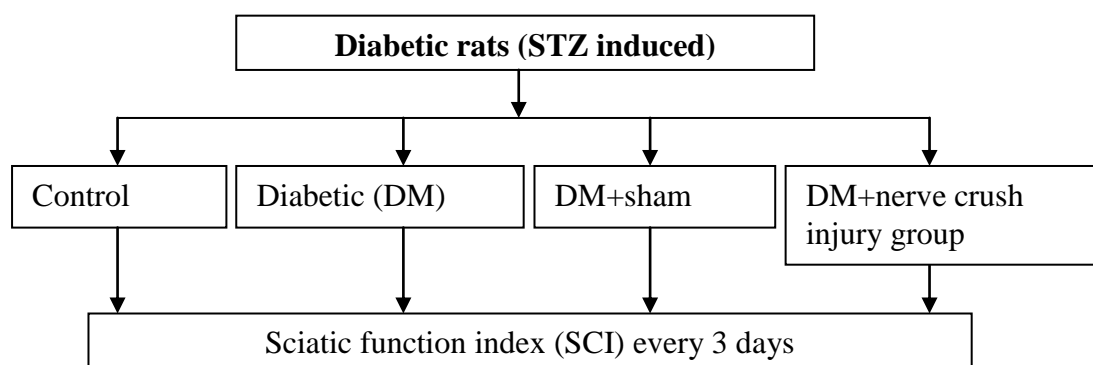 Diabetic rats (STZ induced)
Control
Diabetic (DM)
DM+sham
DM+nerve crush
injury group
Sciatic function index (SCI) every 3 days